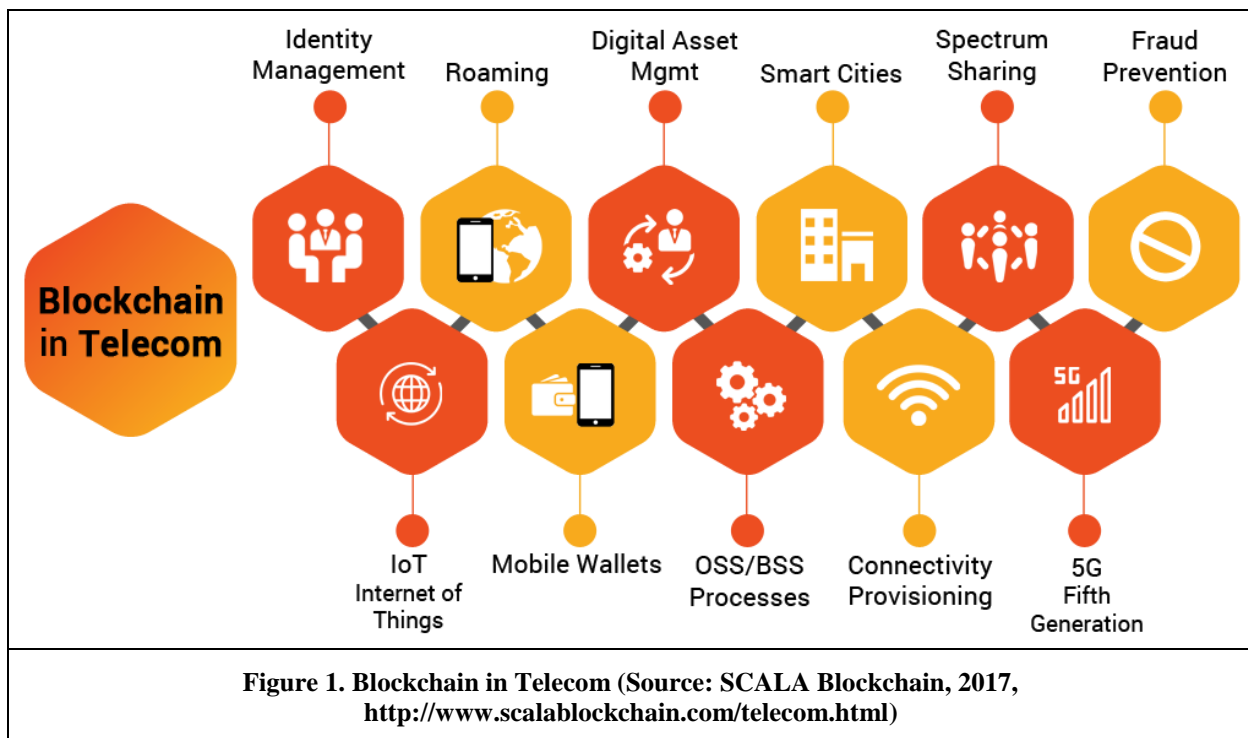 Identity
Management
Roaming
Digital Asset
Mgmt
Smart Cities
Spectrum
Sharing
Fraud
Prevention
Blockchain
in Telecom
5G
IoT
Internet of
Things
Mobile Wallets
OSS/BSS
Processes
Connectivity
Provisioning
5G
Fifth
Generation
Figure 1. Blockchain in Telecom (Source: SCALA Blockchain, 2017,
http://www.scalablockchain.com/telecom.html)